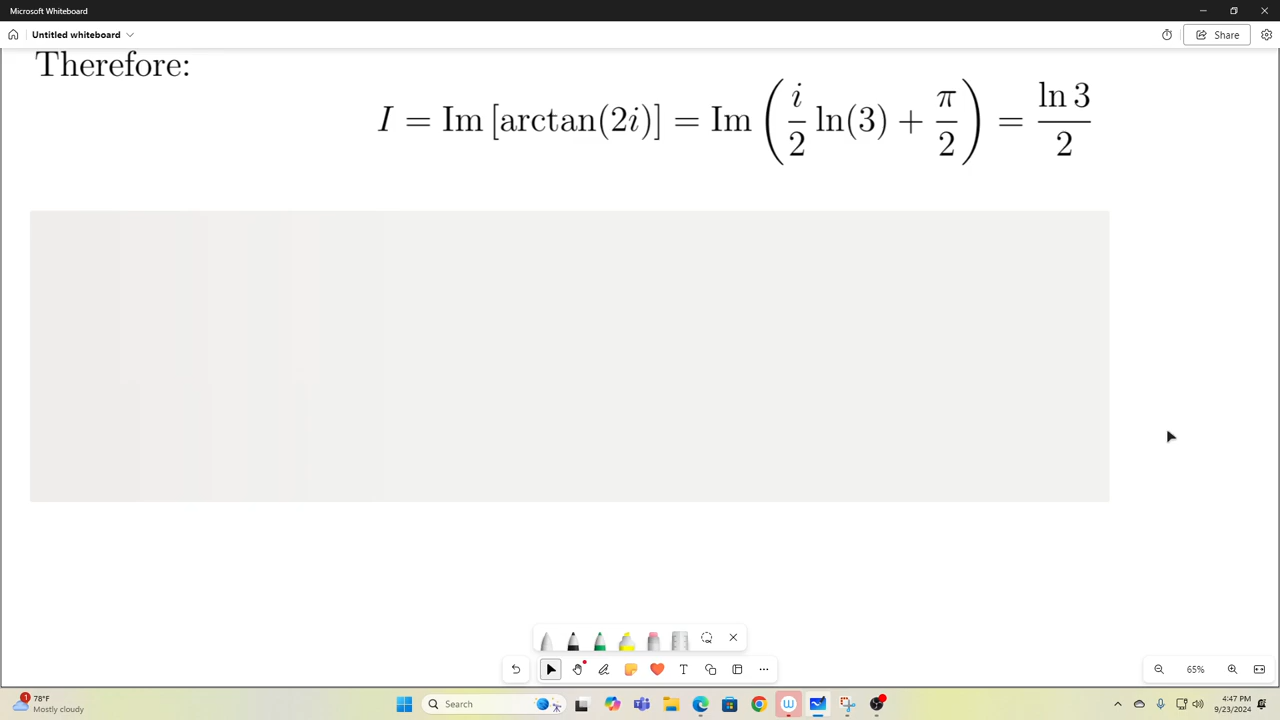 Microsoft Whiteboard
Untitled whiteboard
Share
Therefore:
I = Im [arctan(2i)] = Im (i/2 ln(3) + π/2) = ln 3/2
65%
1
78°F
Mostly cloudy
Search
4:47 PM
9/23/2024